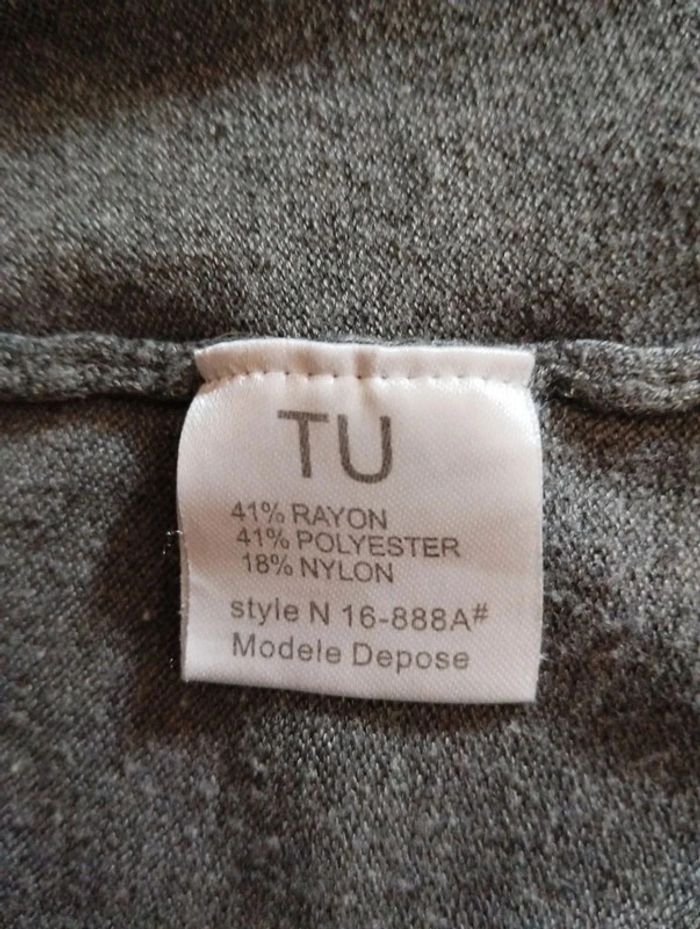 TU
41% RAYON
41% POLYESTER
18% NYLON
style N 16-888A#
Modele Depose